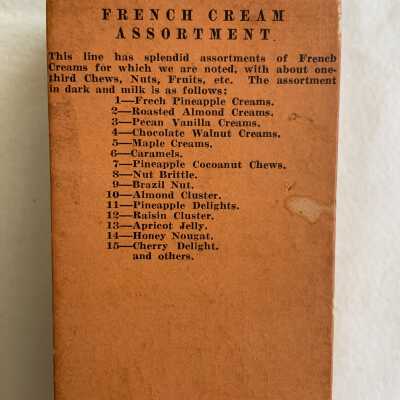 FRENCH CREAM
ASSORTMENT
This line has splendid assortments of French
Creams for which we are noted, with about one-
third Chews, Nuts, Fruits, etc. The assortment
in dark and milk is as follows:
1—Frech Pineapple Creams.
2—Roasted Almond Creams.
3—Pecan Vanilla Creams.
4—Chocolate Walnut Creams.
5—Maple Creams.
6—Caramels.
7—Pineapple Cocoanut Chews.
8—Nut Brittle.
9—Brazil Nut.
10—Almond Cluster.
11—Pineapple Delights.
12—Raisin Cluster.
13—Apricot Jelly.
14—Honey Nougat.
15—Cherry Delight.
and others.